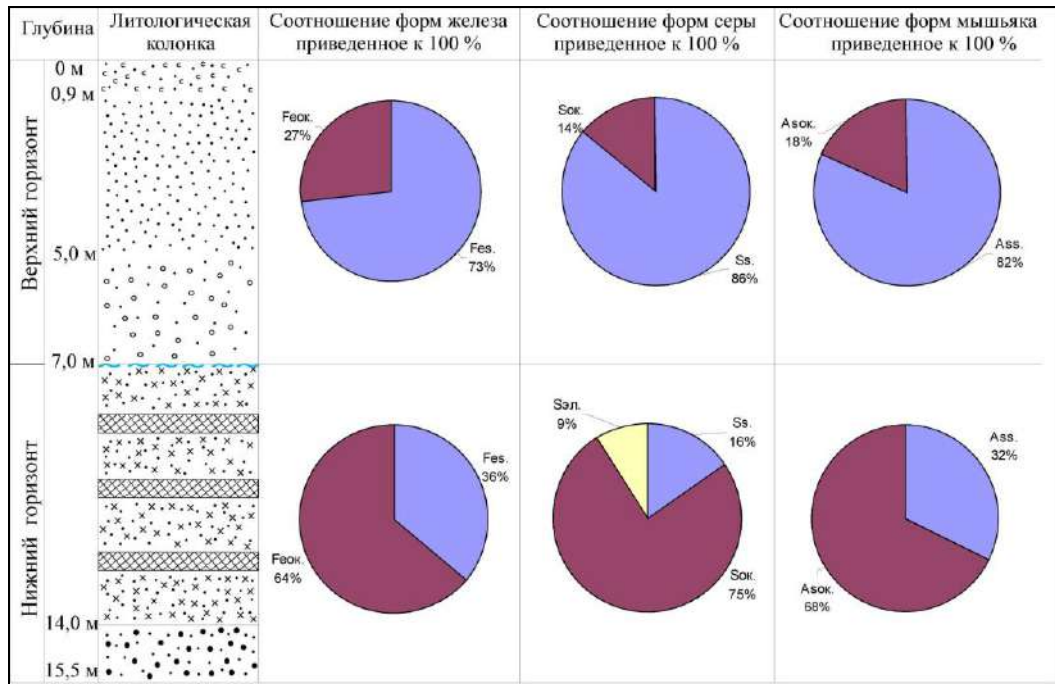 Глубина
Литологическая
колонка
Соотношение форм железа
приведенное к 100 %
Соотношение форм серы
приведенное к 100 %
Соотношение форм мышьяка
приведенное к 100 %
Верхний горизонт
0 м
0,9 м
5,0 м
7,0 м
Feок.
27%
Fes.
73%
Sок.
14%
Ss.
86%
Asок.
18%
Ass.
82%
Нижний горизонт
14,0 м
15,5 м
Fes.
36%
Feок.
64%
Sэл.
9%
Ss.
16%
Sок.
75%
Ass.
32%
Asок.
68%